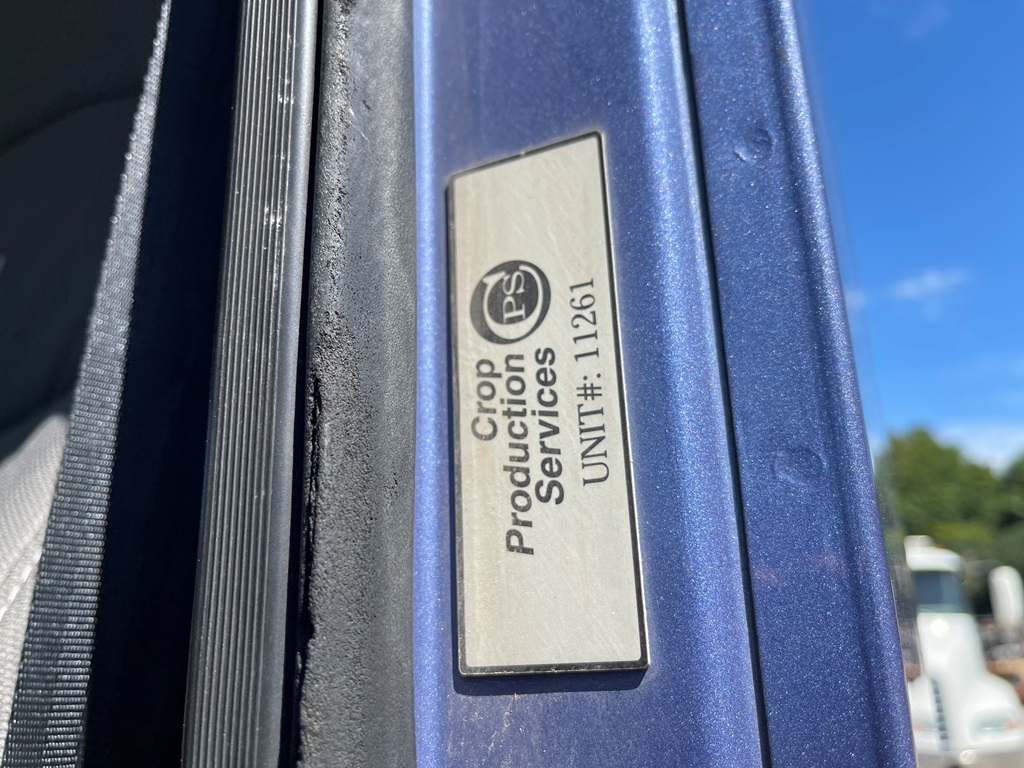 CPS
Crop
Production
Services
UNIT#: 11261